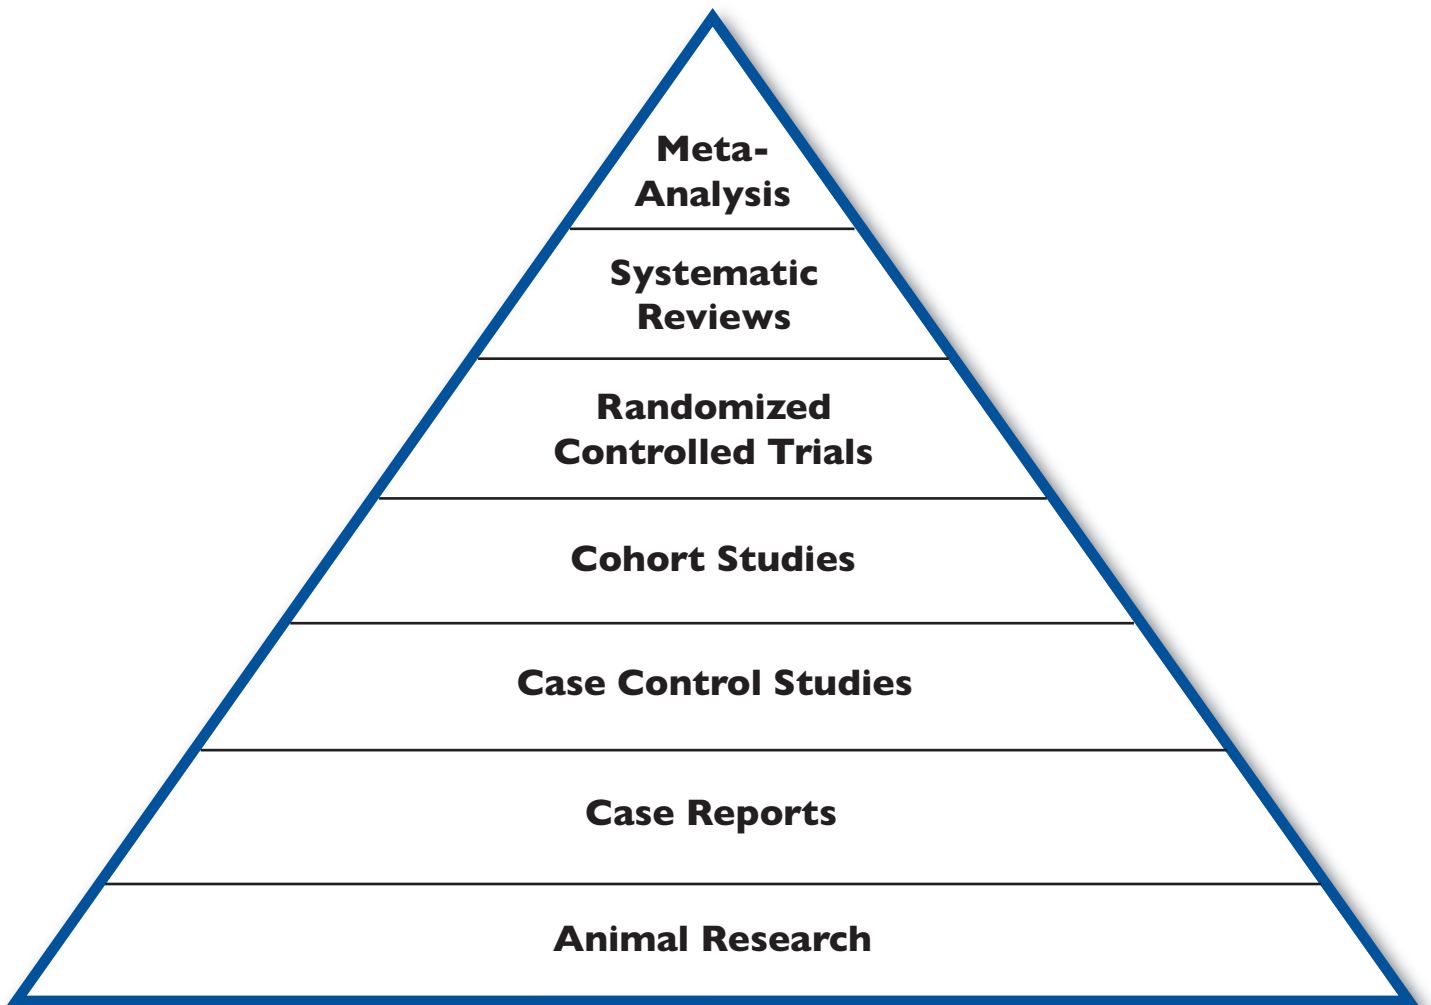 Meta-
Analysis
Systematic
Reviews
Randomized
Controlled Trials
Cohort Studies
Case Control Studies
Case Reports
Animal Research